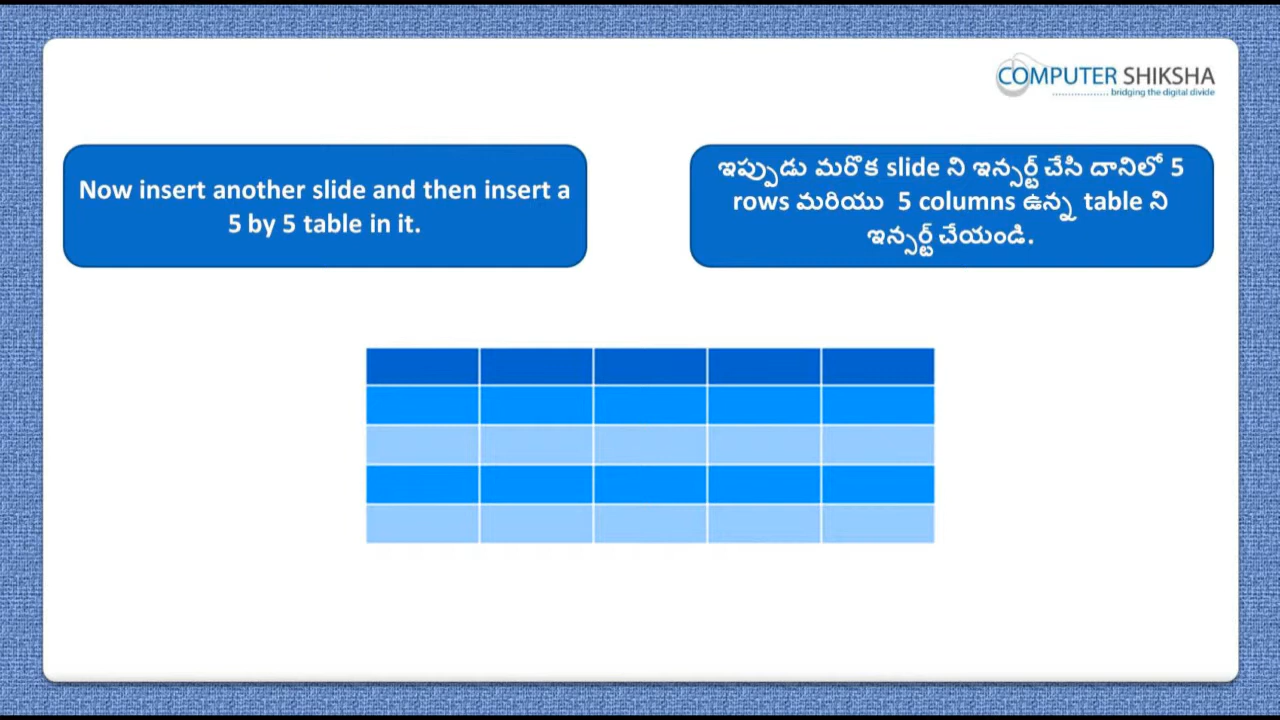 COMPUTER SHIKSHA
bridging the digital divide
Now insert another slide and then insert a
5 by 5 table in it.
ఇప్పుడు మరొక slide ని ఇన్సర్ట్ చేసి దానిలో 5
rows మరియు 5 columns ఉన్న table ని
ఇన్సర్ట్ చేయండి.